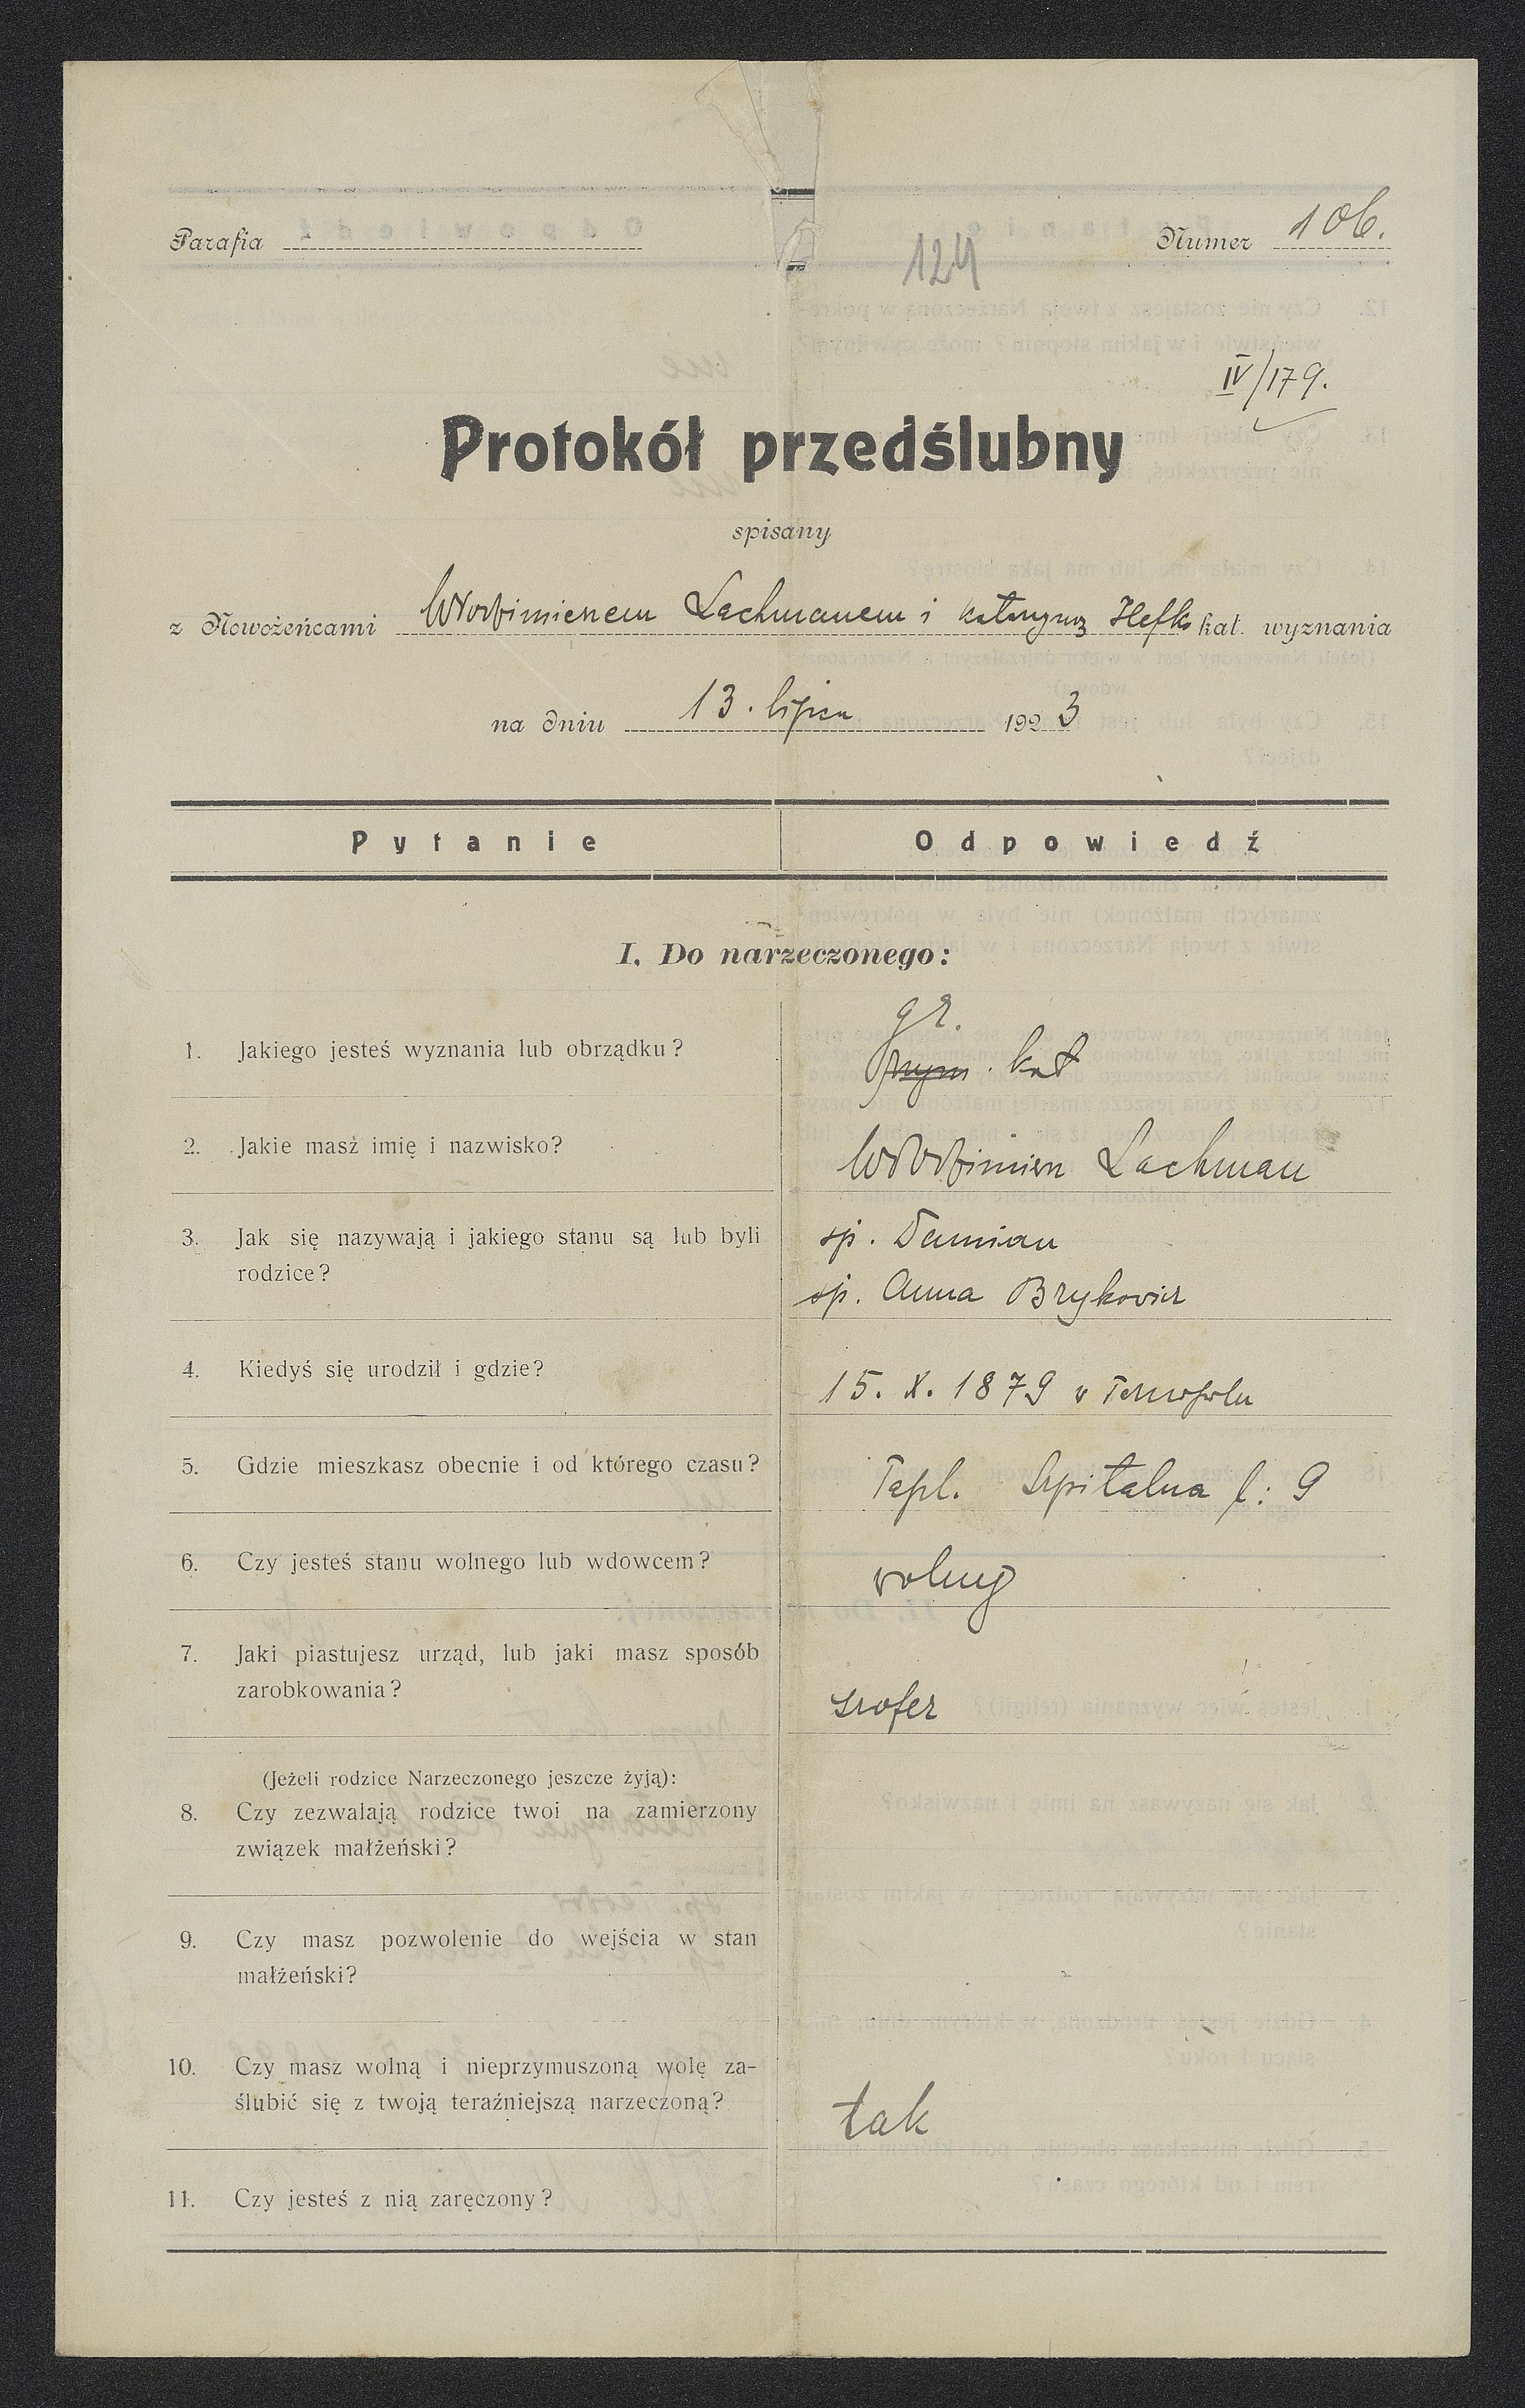 Parafia
124
Numer 106.
IV/179.
Protokół przedślubny
spisany
z Nowożeńcami Włodzimierzem Lachmanem i Katarzyną Hefko kat. wyznania
na dniu 13. lipca 1923
Pytanie Odpowiedź
I. Do narzeczonego:
gr.
1. Jakiego jesteś wyznania lub obrządku? rzym. kat
2. Jakie masz imię i nazwisko? Włodzimierz Lachman
3. Jak się nazywają i jakiego stanu są lub byli sp. Damian
rodzice? sp. Anna Brykowicz
4. Kiedyś się urodził i gdzie? 15. X. 1879 w Tarnopolu
5. Gdzie mieszkasz obecnie i od którego czasu? Tapl. Szpitalna l: 9
6. Czy jesteś stanu wolnego lub wdowcem? wolny
7. Jaki piastujesz urząd, lub jaki masz sposób
zarobkowania? szofer
(Jeżeli rodzice Narzeczonego jeszcze żyją):
8. Czy zezwalają rodzice twoi na zamierzony
związek małżeński?
9. Czy masz pozwolenie do wejścia w stan
małżeński?
10. Czy masz wolną i nieprzymuszoną wolę za-
ślubić się z twoją teraźniejszą narzeczoną? tak
11. Czy jesteś z nią zaręczony?